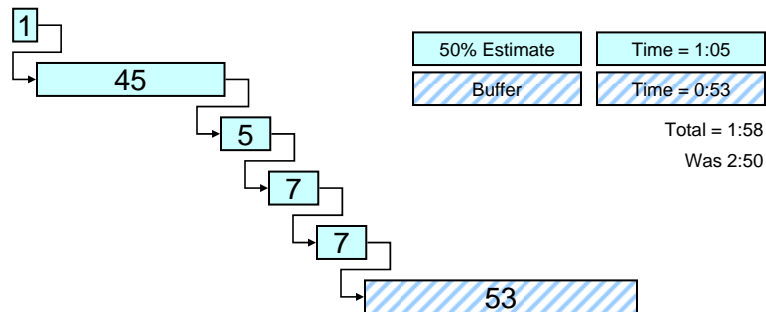 1
45
50% Estimate Time = 1:05
Buffer Time = 0:53
5
Total = 1:58
Was 2:50
7
7
53